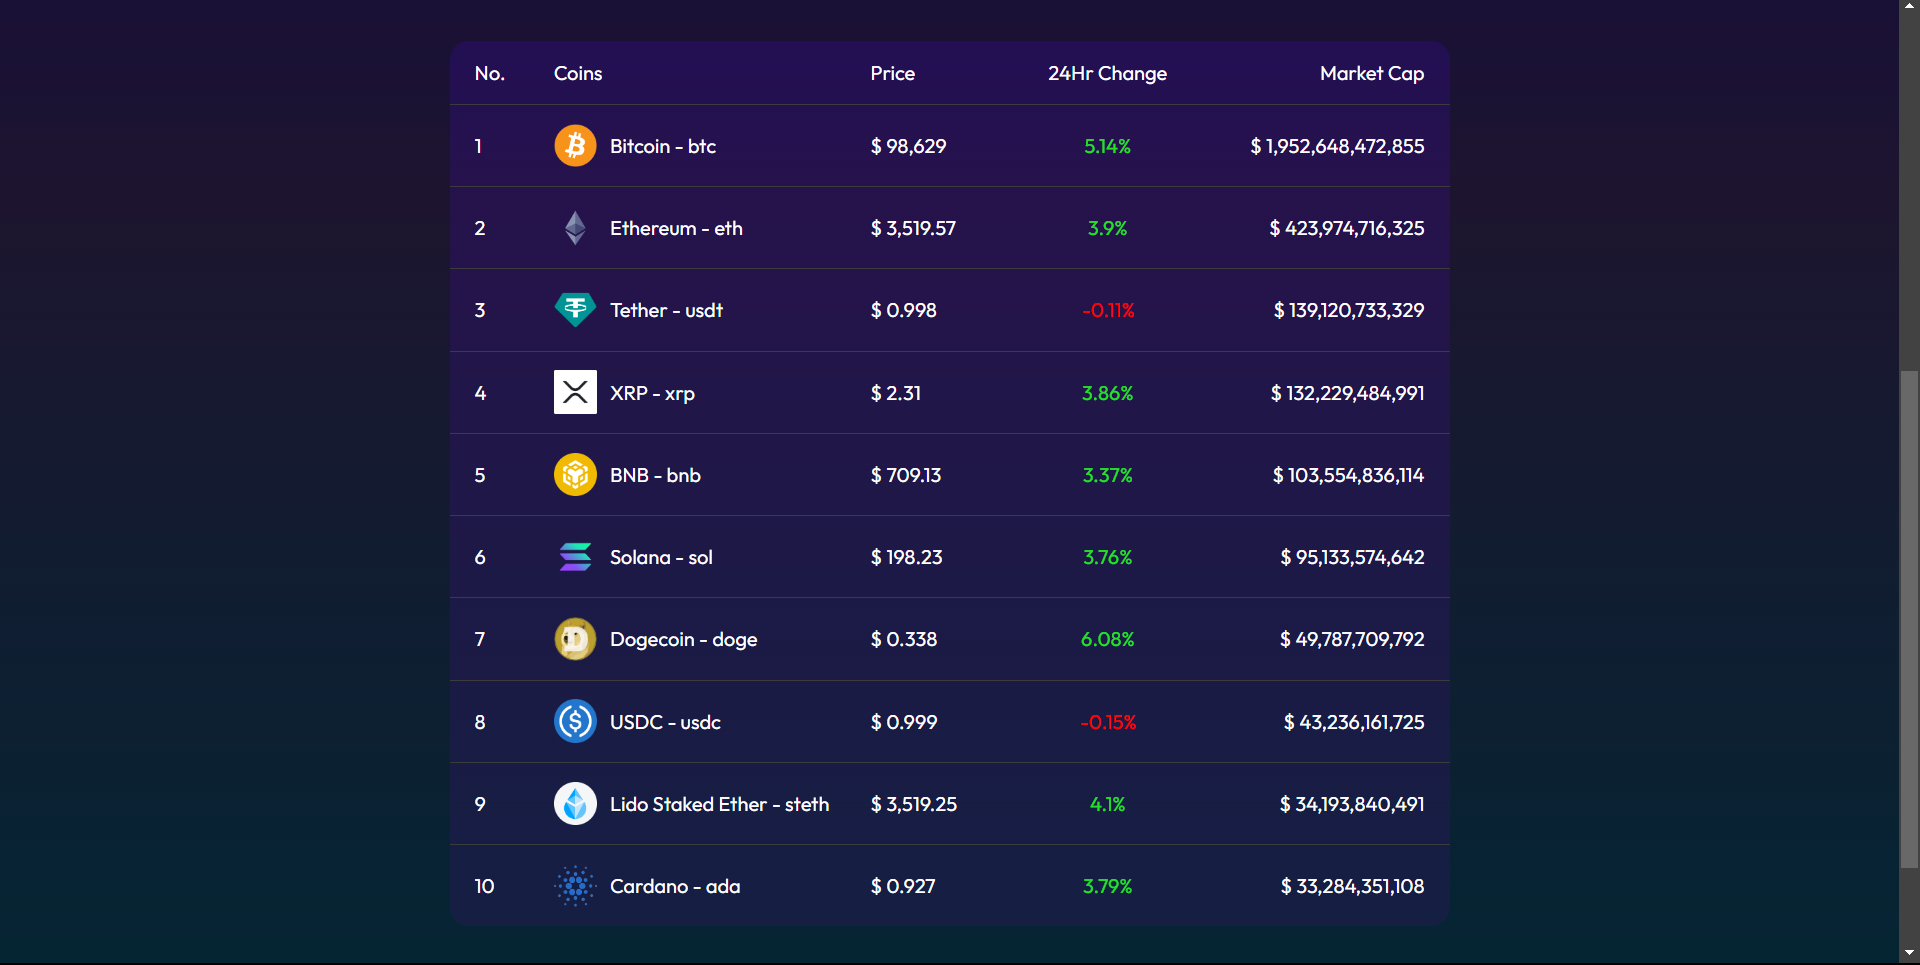 No. Coins Price 24Hr Change Market Cap
1 Bitcoin - btc $ 98,629 5.14% $ 1,952,648,472,855
2 Ethereum - eth $ 3,519.57 3.9% $ 423,974,716,325
3 Tether - usdt $ 0.998 -0.11% $ 139,120,733,329
4 XRP - xrp $ 2.31 3.86% $ 132,229,484,991
5 BNB - bnb $ 709.13 3.37% $ 103,554,836,114
6 Solana - sol $ 198.23 3.76% $ 95,133,574,642
7 Dogecoin - doge $ 0.338 6.08% $ 49,787,709,792
8 USDC - usdc $ 0.999 -0.15% $ 43,236,161,725
9 Lido Staked Ether - steth $ 3,519.25 4.1% $ 34,193,840,491
10 Cardano - ada $ 0.927 3.79% $ 33,284,351,108